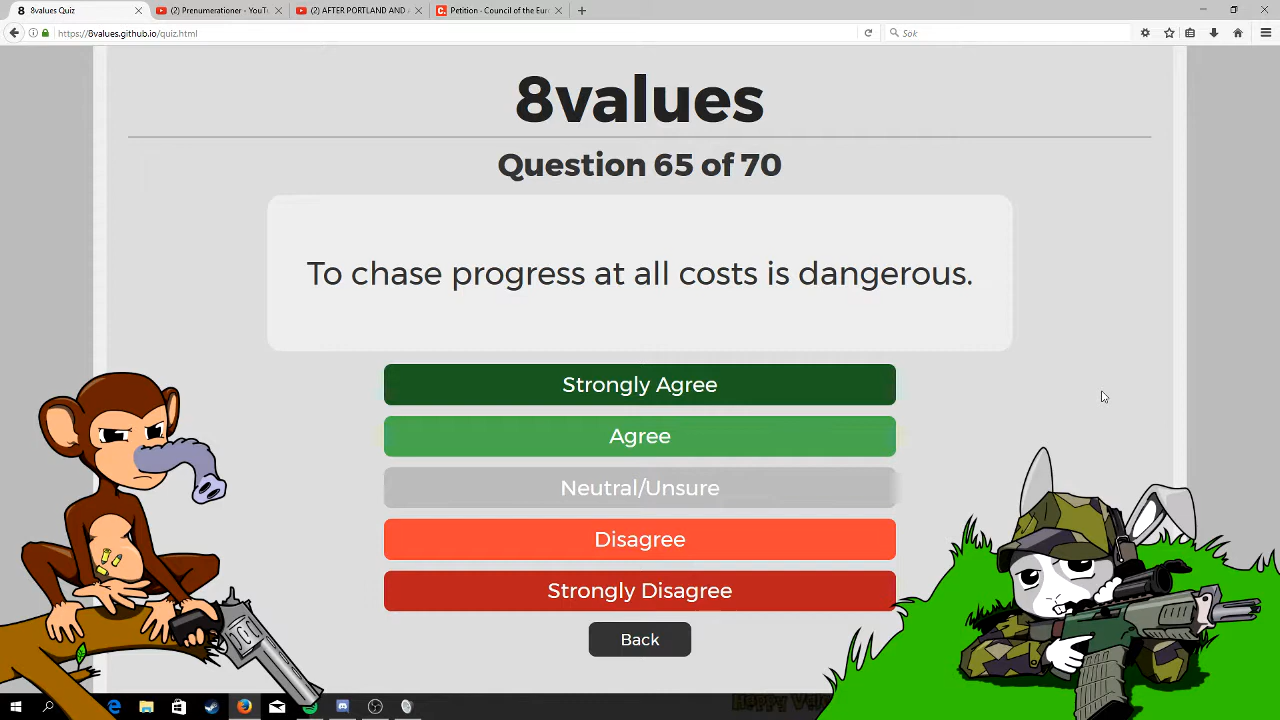 8 8values Quiz
(2) Prenumerationer - YouTu
(2) AFTER PORTLAND AND
C. Petition - Council of the Eur
https://8values.github.io/quiz.html
Sök
8values
Question 65 of 70
To chase progress at all costs is dangerous.
Strongly Agree
Agree
Neutral/Unsure
Disagree
Strongly Disagree
Back